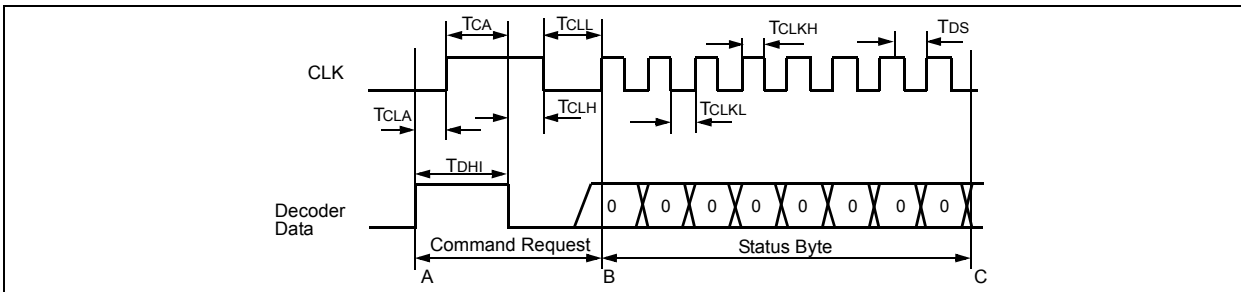 TCA TCLL TCLKH TDS
CLK
TCLA TCLH TCLKL
TDHI
Decoder
Data
0 0 0 0 0 0 0 0
Command Request Status Byte
A B C